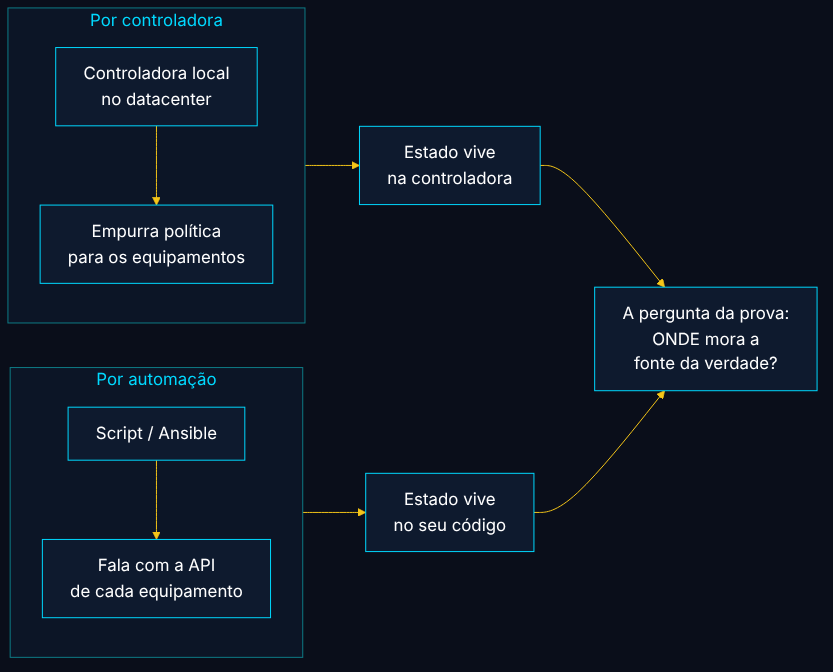 Por controladora
Controladora local
no datacenter
Empurra política
para os equipamentos
Estado vive
na controladora
A pergunta da prova:
ONDE mora a
fonte da verdade?
Por automação
Script / Ansible
Fala com a API
de cada equipamento
Estado vive
no seu código